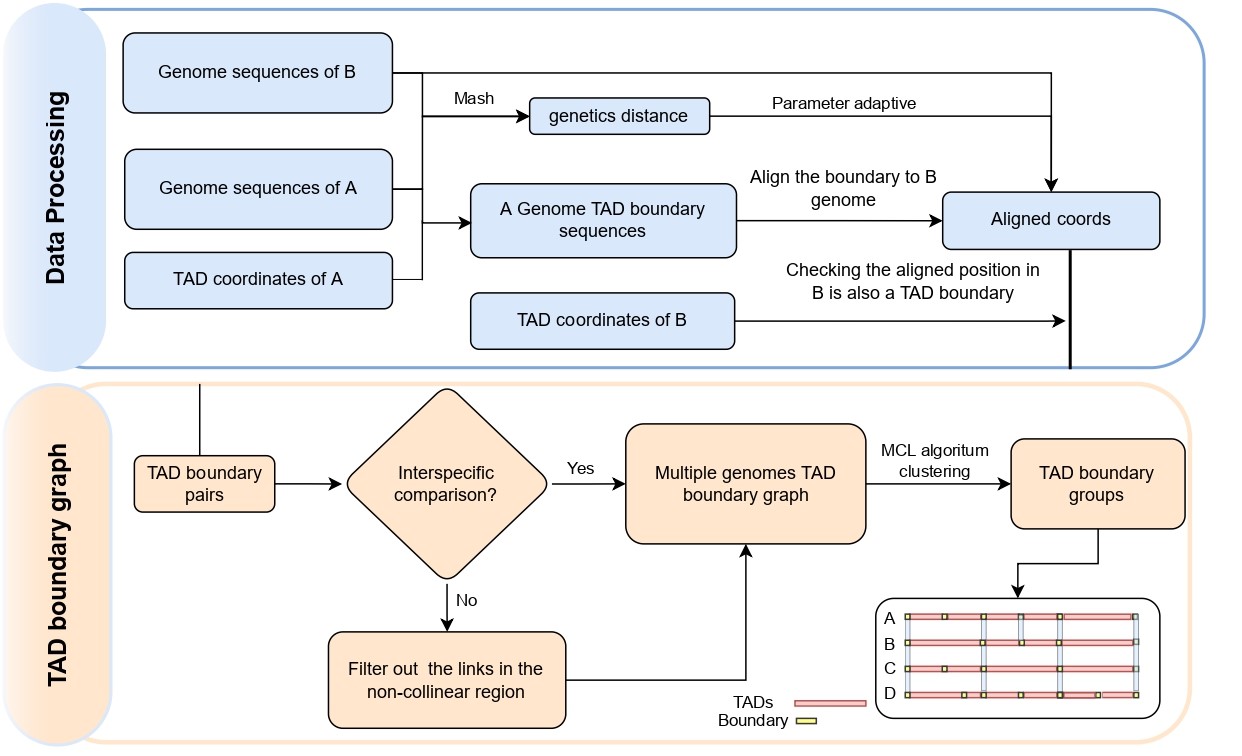 Data Processing
Genome sequences of B
Mash
genetics distance
Parameter adaptive
Genome sequences of A
A Genome TAD boundary
sequences
Align the boundary to B
genome
Aligned coords
TAD coordinates of A
Checking the aligned position in
B is also a TAD boundary
TAD coordinates of B
TAD boundary graph
TAD boundary
pairs
Interspecific
comparison?
Yes
Multiple genomes TAD
boundary graph
MCL algoritum
clustering
TAD boundary
groups
No
Filter out  the links in the
non-collinear region
A
B
C
D
TADs
Boundary